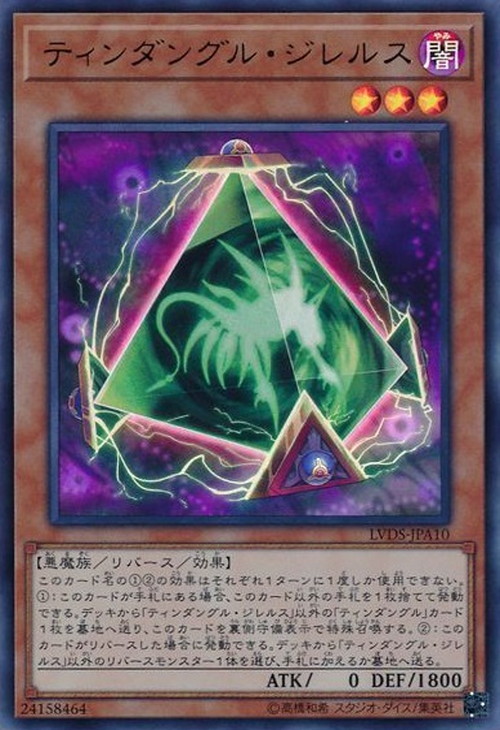 ティンダングル・ジレルス
闇
LVDS-JPA10
【悪魔族/リバース/効果】
このカード名の①②の効果はそれぞれ1ターンに1度しか使用できない。
①:このカードが手札にある場合、このカード以外の手札を1枚捨てて発動
できる。デッキから「ティンダングル・ジレルス」以外の「ティンダングル」カード
1枚を墓地へ送り、このカードを裏側守備表示で特殊召喚する。②:この
カードがリバースした場合に発動できる。デッキから「ティンダングル・ジレル
ス」以外のリバースモンスター1体を選び、手札に加えるか墓地へ送る。
ATK/ 0 DEF/1800
24158464 ©高橋和希 スタジオ・ダイス/集英社